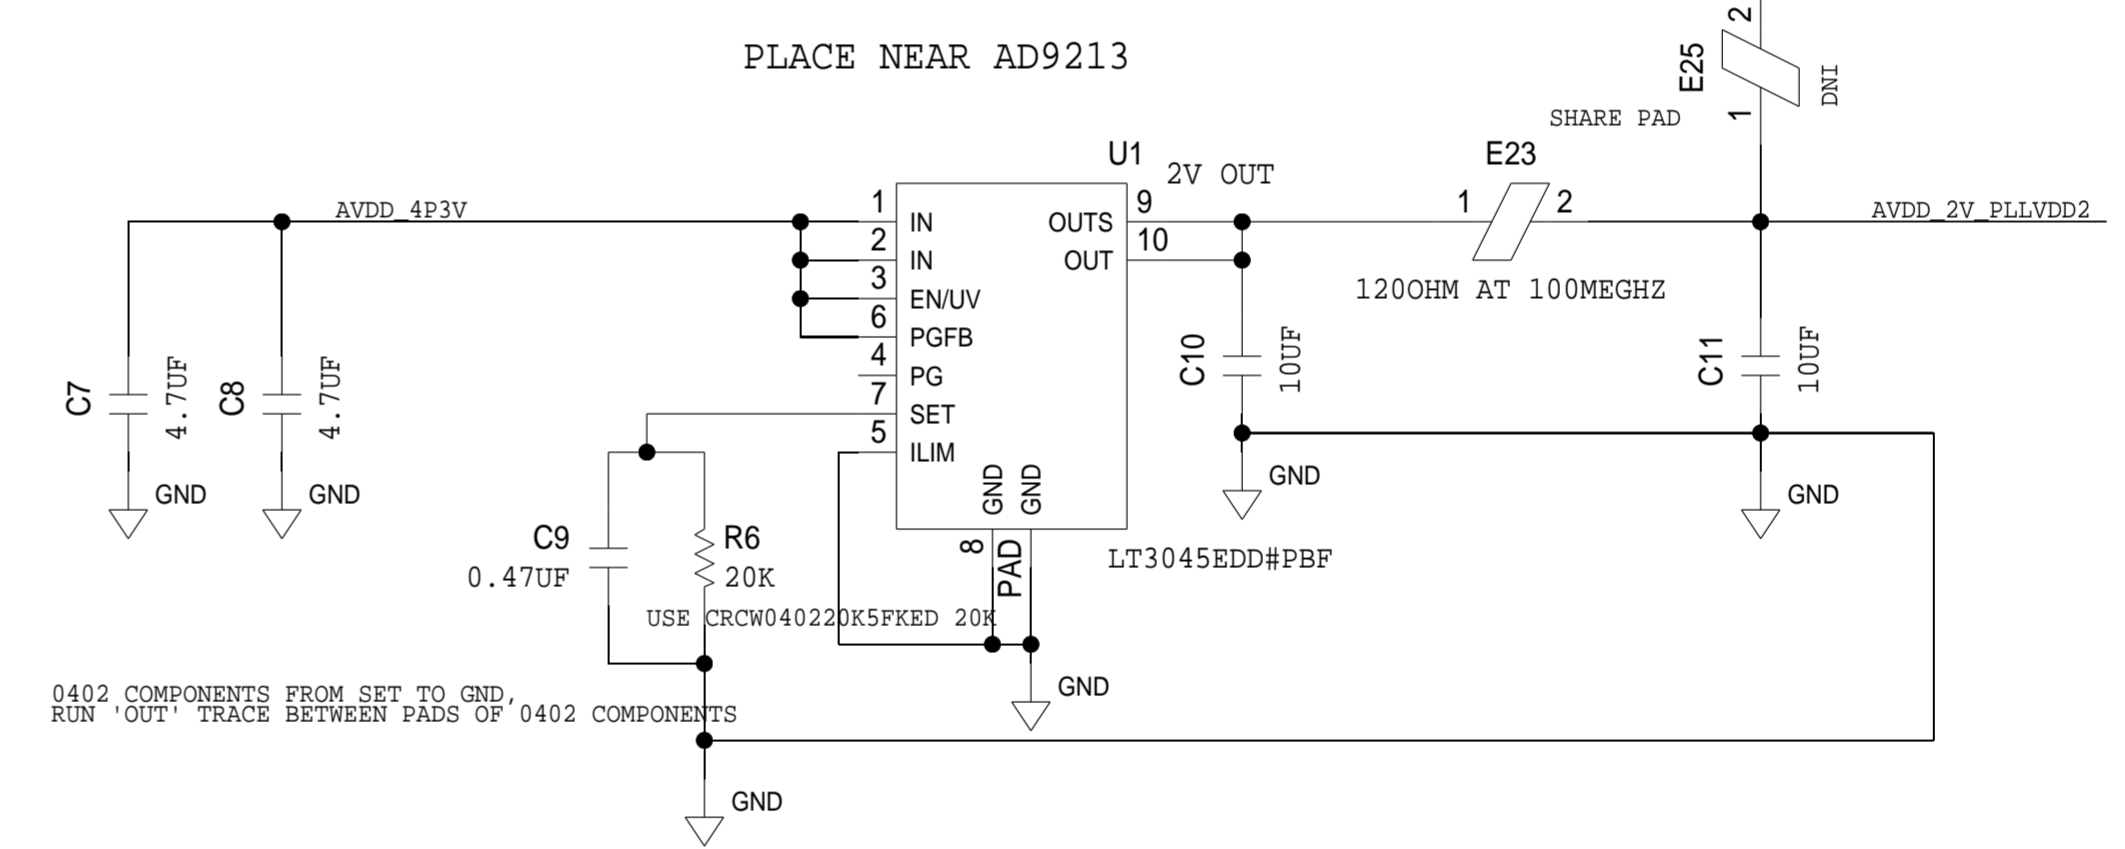 PLACE NEAR AD9213
2
E25
DNI
1
SHARE PAD
U1
2V OUT
E23
AVDD_4P3V
1
IN
OUTS
9
1
2
AVDD_2V_PLLVDD2
2
IN
OUT
10
3
EN/UV
120OHM AT 100MEGHZ
6
PGFB
4
PG
7
SET
5
ILIM
C7
4.7UF
C8
4.7UF
C10
10UF
C11
10UF
GND
GND
GND
GND
GND
GND
C9
0.47UF
R6
20K
8
PAD
LT3045EDD#PBF
USE CRCW040220K5FKED 20K
0402 COMPONENTS FROM SET TO GND,
RUN 'OUT' TRACE BETWEEN PADS OF 0402 COMPONENTS
GND
GND